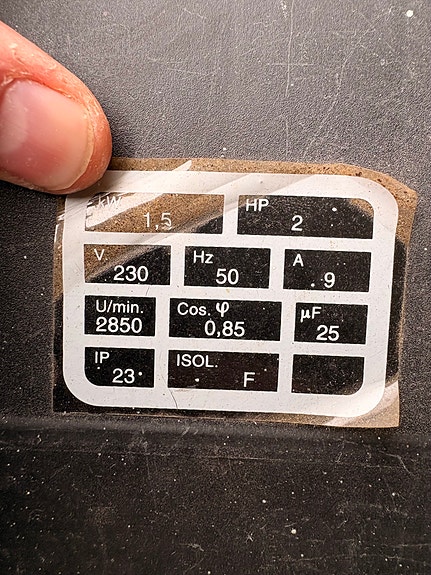 kW HP
1,5 2
V Hz A
230 50 9
U/min. Cos. φ µF
2850 0,85 25
IP ISOL.
23 F